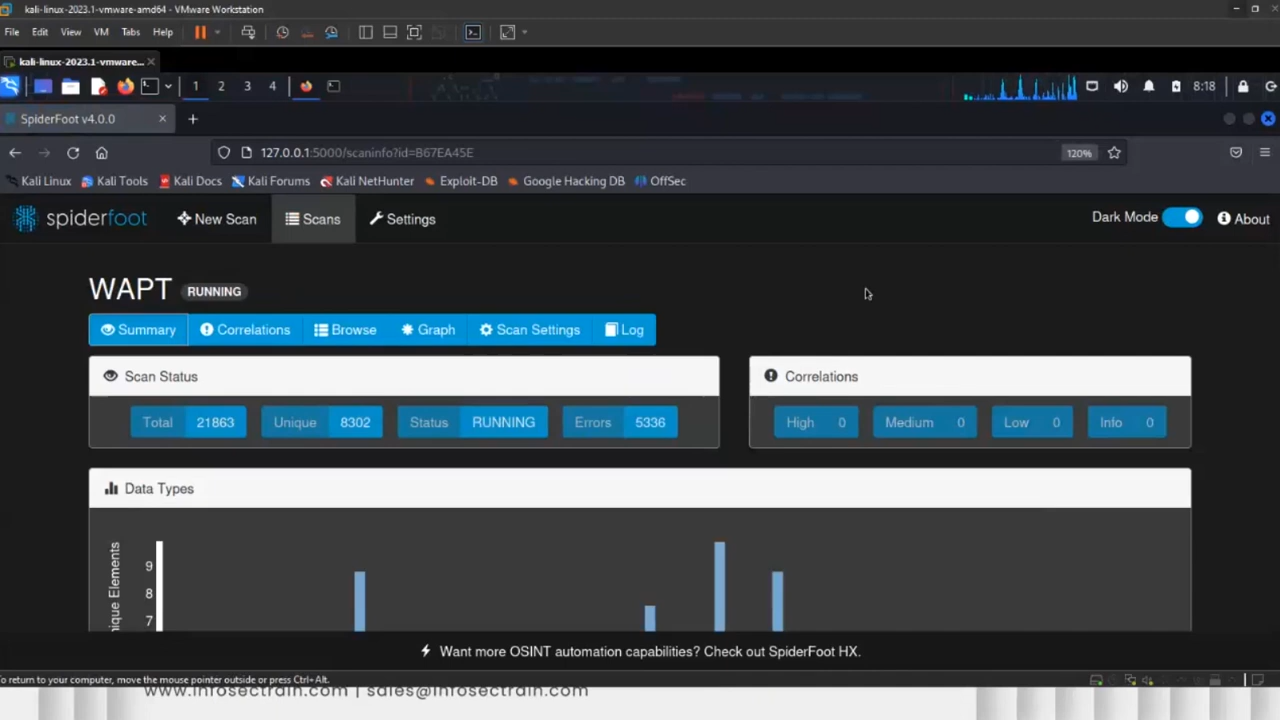 kali-linux-2023.1-vmware-amd64 - VMware Workstation
File Edit View VM Tabs Help
kali-linux-2023.1-vmware...
1 2 3 4 8:18
SpiderFoot v4.0.0
127.0.0.1:5000/scaninfo?id=B67EA45E 120%
Kali Linux Kali Tools Kali Docs Kali Forums Kali NetHunter Exploit-DB Google Hacking DB OffSec
spiderfoot New Scan Scans Settings Dark Mode About
WAPT RUNNING
Summary Correlations Browse Graph Scan Settings Log
Scan Status Correlations
Total 21863 Unique 8302 Status RUNNING Errors 5336 High 0 Medium 0 Low 0 Info 0
Data Types
9
8
7
nique Elements
Want more OSINT automation capabilities? Check out SpiderFoot HX.
To return to your computer, move the mouse pointer outside or press Ctrl+Alt.
www.infosectrain.com | sales@infosectrain.com